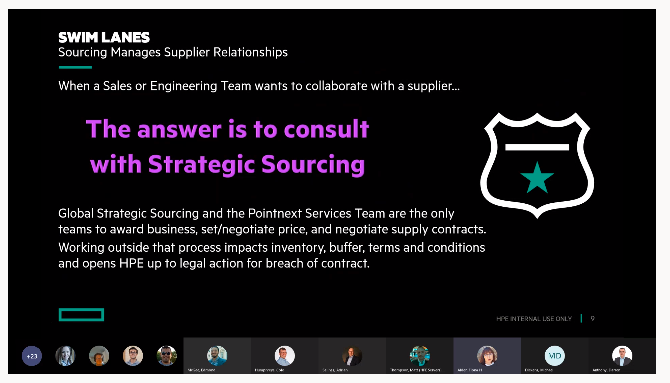 SWIM LANES
Sourcing Manages Supplier Relationships
When a Sales or Engineering Team wants to collaborate with a supplier...
The answer is to consult
with Strategic Sourcing
Global Strategic Sourcing and the Pointnext Services Team are the only
teams to award business, set/negotiate price, and negotiate supply contracts.
Working outside that process impacts inventory, buffer, terms and conditions
and opens HPE up to legal action for breach of contract.
HPE INTERNAL USE ONLY
9
+23
MD